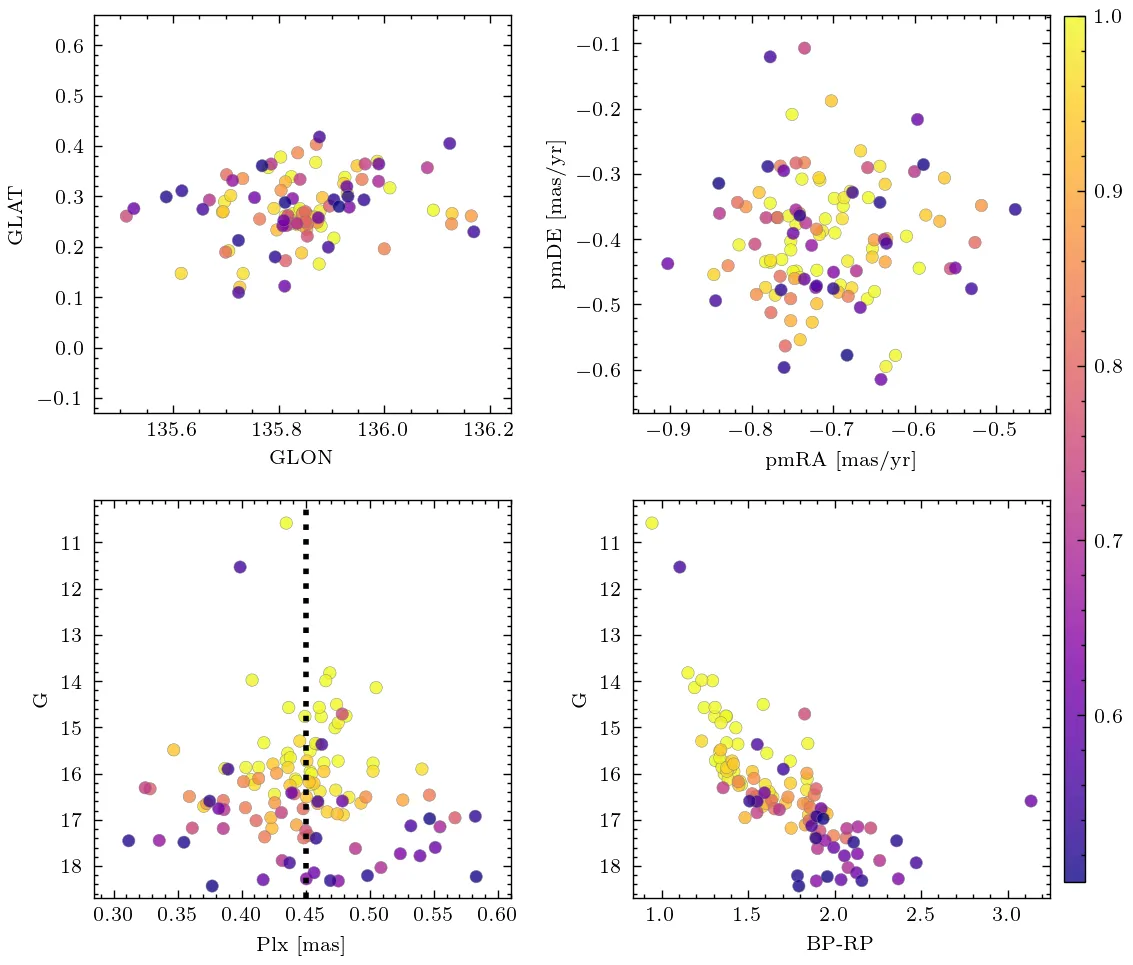 0.6
0.5
0.4
0.3
0.2
0.1
0.0
−0.1
GLAT
135.6 135.8 136.0 136.2
GLON
−0.1
−0.2
−0.3
−0.4
−0.5
−0.6
pmDE [mas/yr]
−0.9 −0.8 −0.7 −0.6 −0.5
pmRA [mas/yr]
1.0
0.9
0.8
0.7
0.6
11
12
13
14
15
16
17
18
G
0.30 0.35 0.40 0.45 0.50 0.55 0.60
Plx [mas]
11
12
13
14
15
16
17
18
G
1.0 1.5 2.0 2.5 3.0
BP-RP